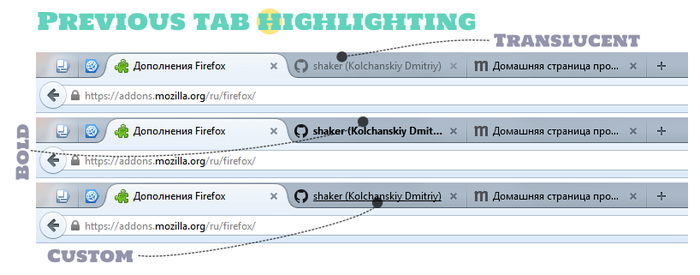 Previous tab highlighting
Translucent
Дополнения Firefox shaker (Kolchanskiy Dmitriy) m Домашняя страница про...
https://addons.mozilla.org/ru/firefox/
Bold
Дополнения Firefox shaker (Kolchanskiy Dmit... m Домашняя страница про...
https://addons.mozilla.org/ru/firefox/
Дополнения Firefox shaker (Kolchanskiy Dmitriy) m Домашняя страница про...
https://addons.mozilla.org/ru/firefox/
Custom